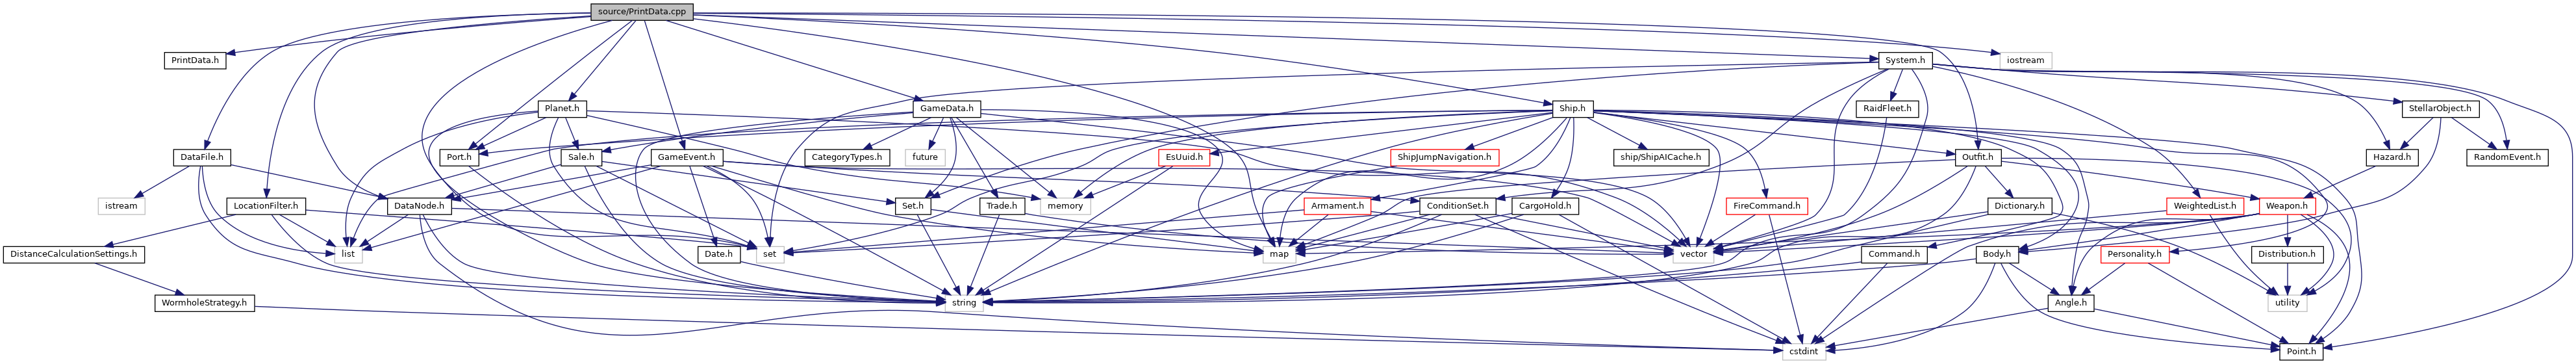 source/PrintData.cpp
PrintData.h
System.h
iostream
Planet.h
GameData.h
Ship.h
RaidFleet.h
StellarObject.h
DataFile.h
Port.h
Sale.h
GameEvent.h
CategoryTypes.h
future
EsUuid.h
ShipJumpNavigation.h
ship/ShipAICache.h
Outfit.h
Hazard.h
RandomEvent.h
istream
LocationFilter.h
DataNode.h
Set.h
Trade.h
memory
Armament.h
ConditionSet.h
CargoHold.h
FireCommand.h
Dictionary.h
WeightedList.h
Weapon.h
DistanceCalculationSettings.h
list
Date.h
set
map
vector
Command.h
Body.h
Personality.h
Distribution.h
WormholeStrategy.h
string
Angle.h
utility
cstdint
Point.h